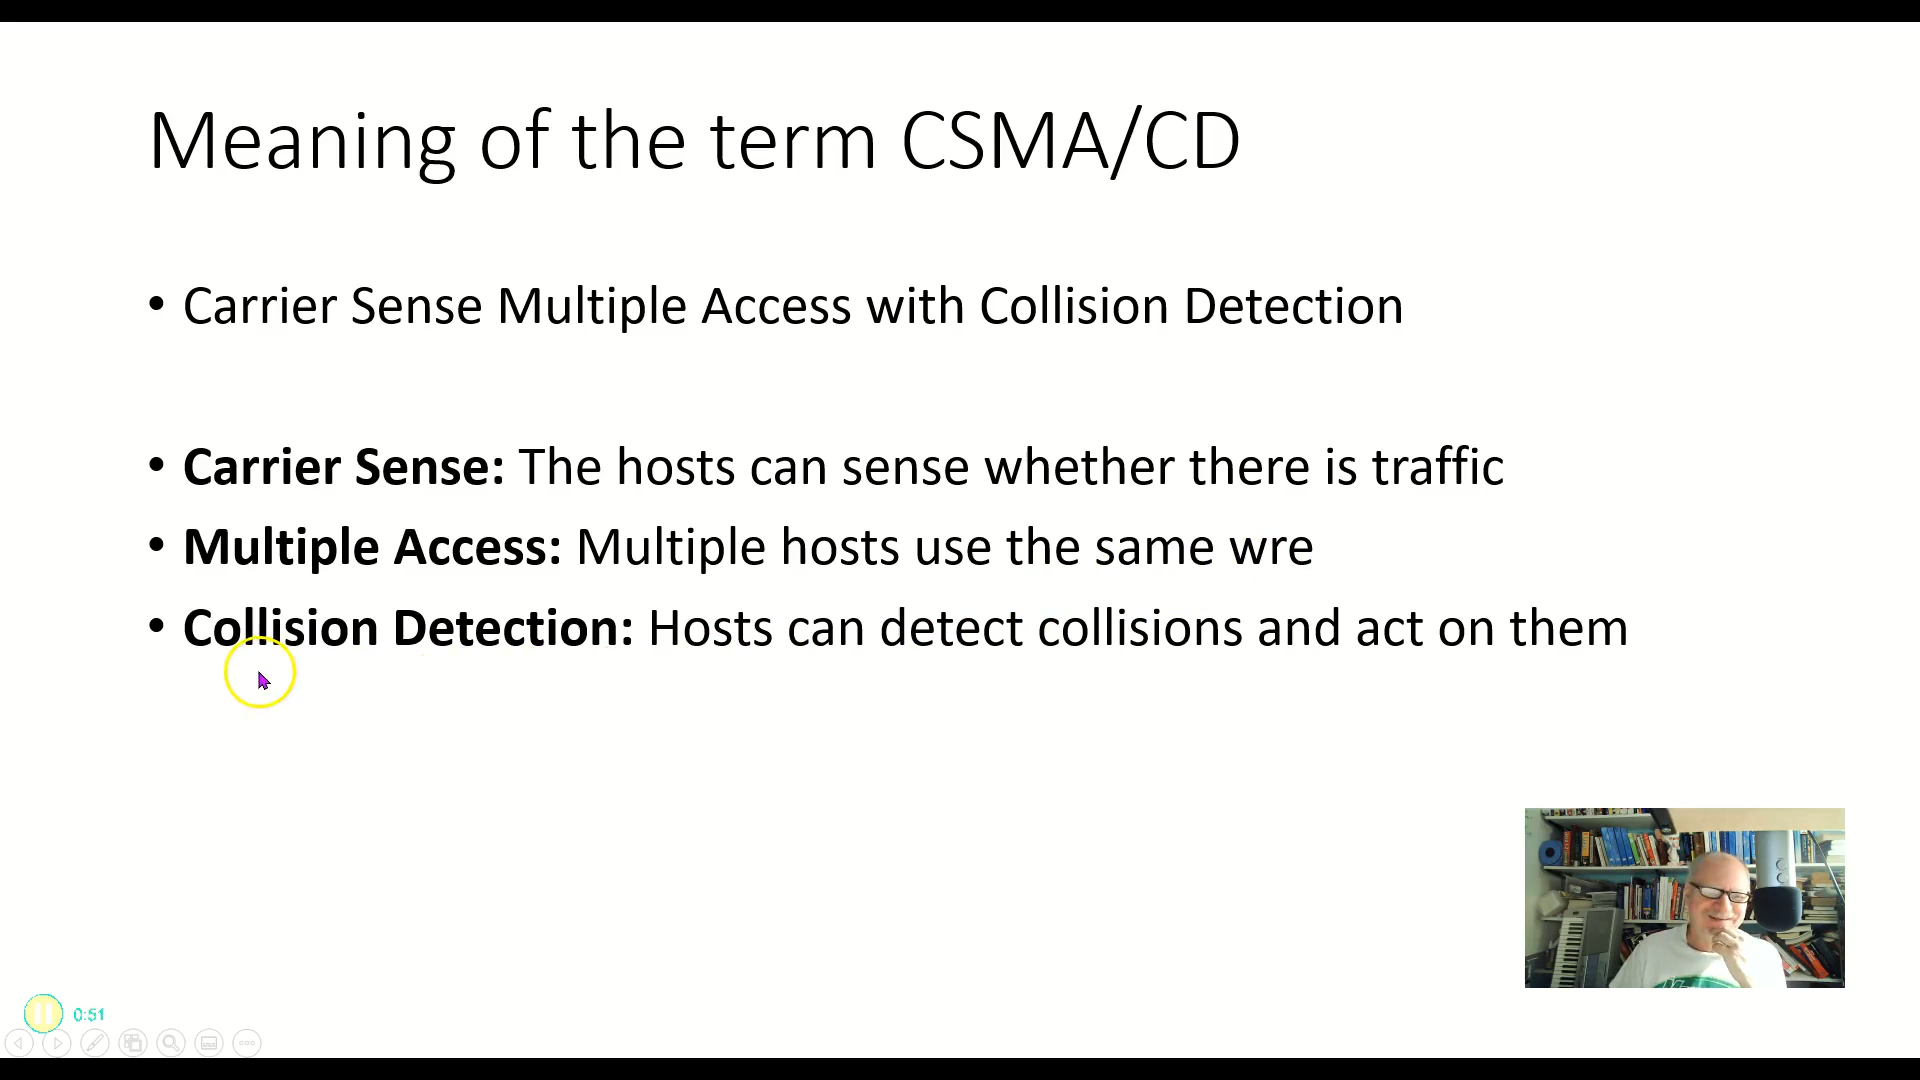 Meaning of the term CSMA/CD
• Carrier Sense Multiple Access with Collision Detection
• Carrier Sense: The hosts can sense whether there is traffic
• Multiple Access: Multiple hosts use the same wre
• Collision Detection: Hosts can detect collisions and act on them
0:51